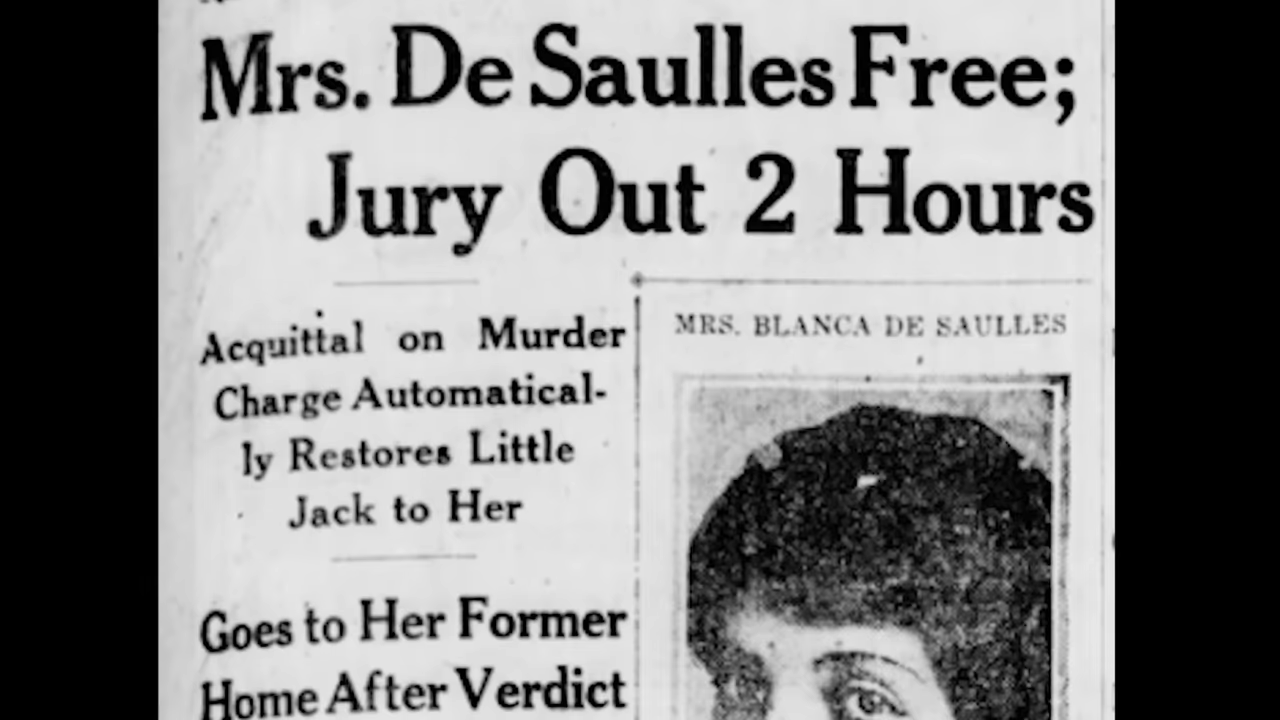 Mrs. De Saulles Free;
Jury Out 2 Hours
Acquittal on Murder
Charge Automatical-
ly Restores Little
Jack to Her
Goes to Her Former
Home After Verdict
MRS. BLANCA DE SAULLES